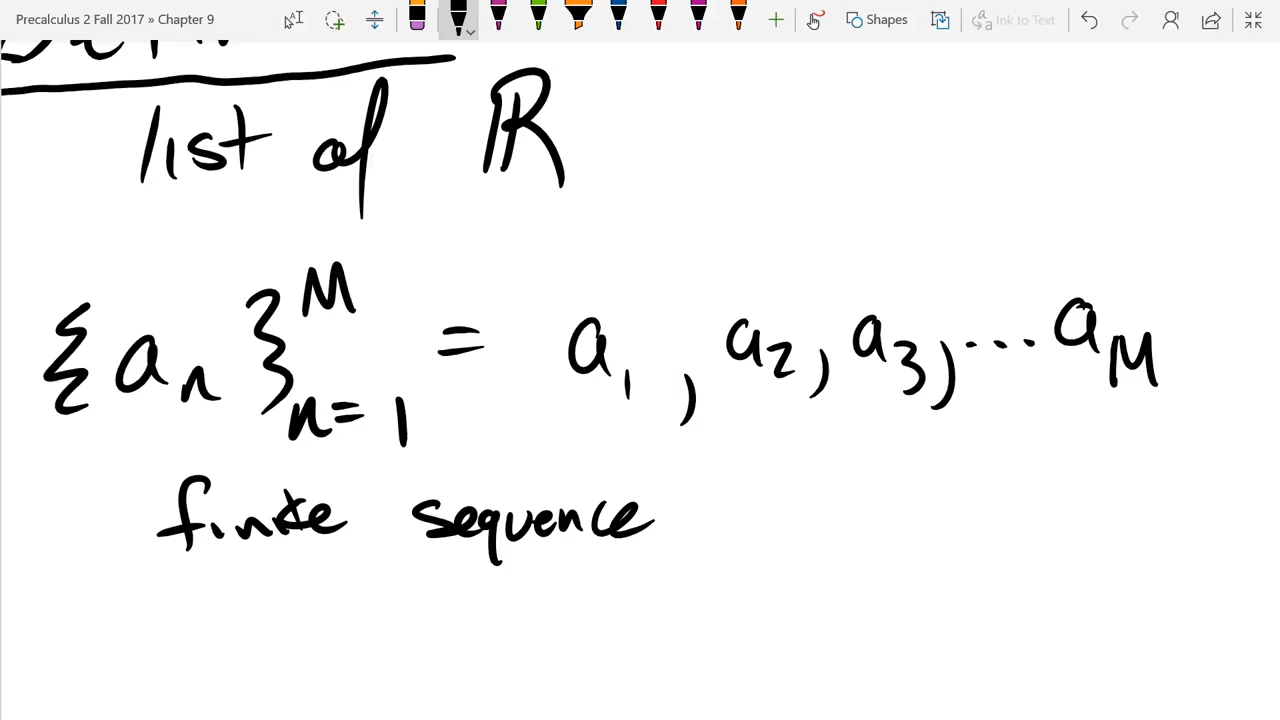 Precalculus 2 Fall 2017 » Chapter 9
Shapes
Ink to Text
list of ℝ
{aₙ}ᴹₙ₌₁ = a₁, a₂, a₃, ... a_M
finite sequence